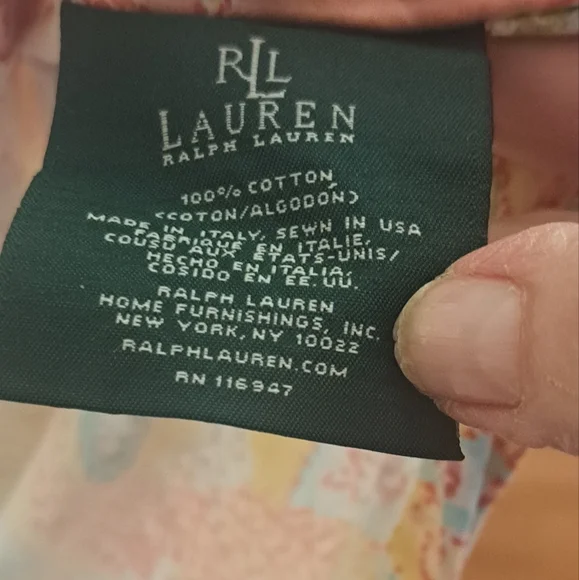 RLL
LAUREN
RALPH LAUREN
100% COTTON
<COTON/ALGODÓN>
MADE IN ITALY, SEWN IN USA
FABRIQUÉ EN ITALIE,
COUSU AUX ÉTATS-UNIS/
HECHO EN ITALIA,
COSIDO EN EE.UU.
RALPH LAUREN
HOME FURNISHINGS, INC.
NEW YORK, NY 10022
RALPHLAUREN.COM
RN 116947